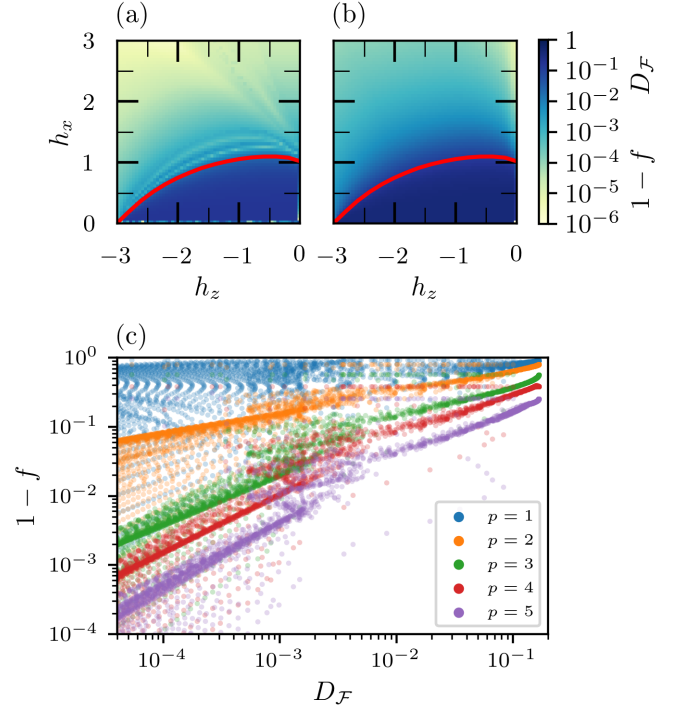 (a) (b)
3
2
1
0
h_x
−3 −2 −1 0
h_z
−3 −2 −1 0
h_z
1
10^−1
10^−2
10^−3
10^−4
10^−5
10^−6
1 − f D_ℱ
(c)
10^0
10^−1
10^−2
10^−3
10^−4
1 − f
p = 1
p = 2
p = 3
p = 4
p = 5
10^−4 10^−3 10^−2 10^−1
D_ℱ